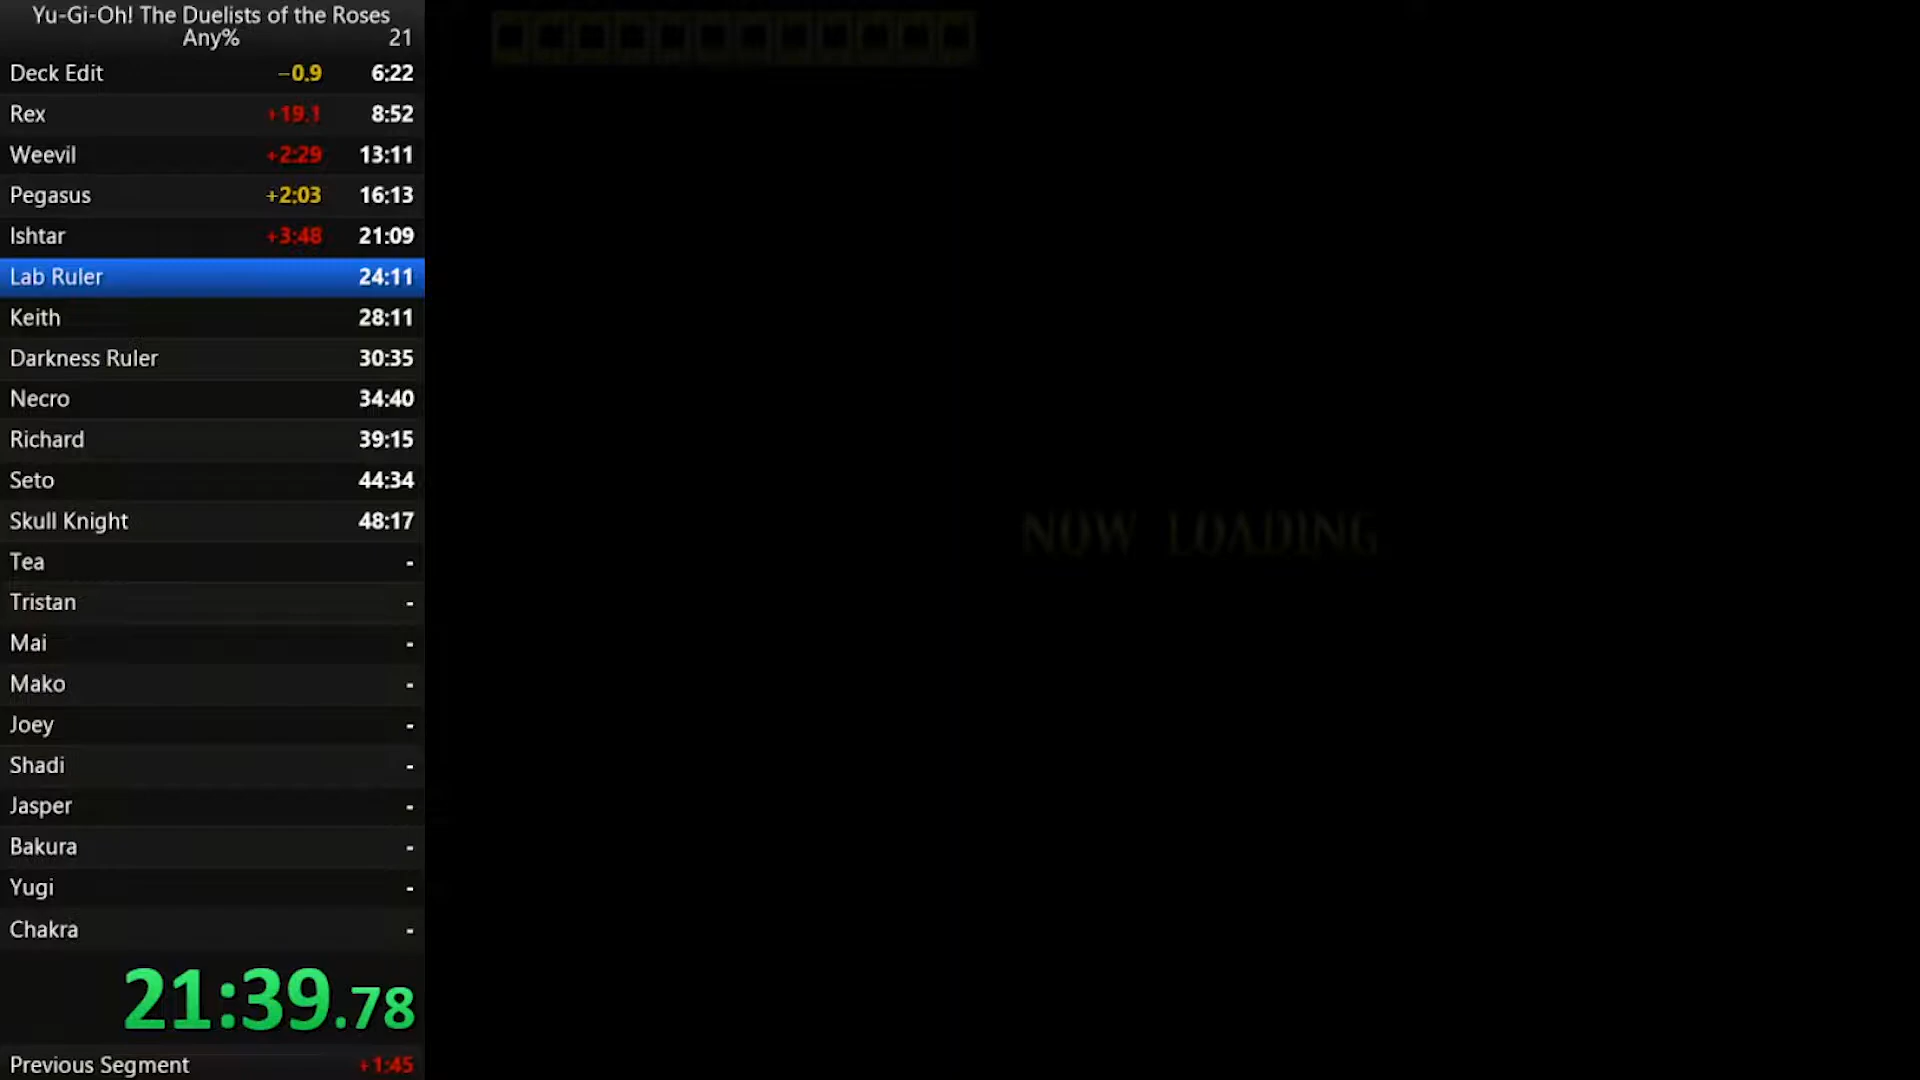 Yu-Gi-Oh! The Duelists of the Roses
Any% 21
Deck Edit −0.9 6:22
Rex +19.1 8:52
Weevil +2:29 13:11
Pegasus +2:03 16:13
Ishtar +3:48 21:09
Lab Ruler 24:11
Keith 28:11
Darkness Ruler 30:35
Necro 34:40
Richard 39:15
Seto 44:34
Skull Knight 48:17
Tea -
Tristan -
Mai -
Mako -
Joey -
Shadi -
Jasper -
Bakura -
Yugi -
Chakra -
21:39.78
Previous Segment +1:45
NOW LOADING